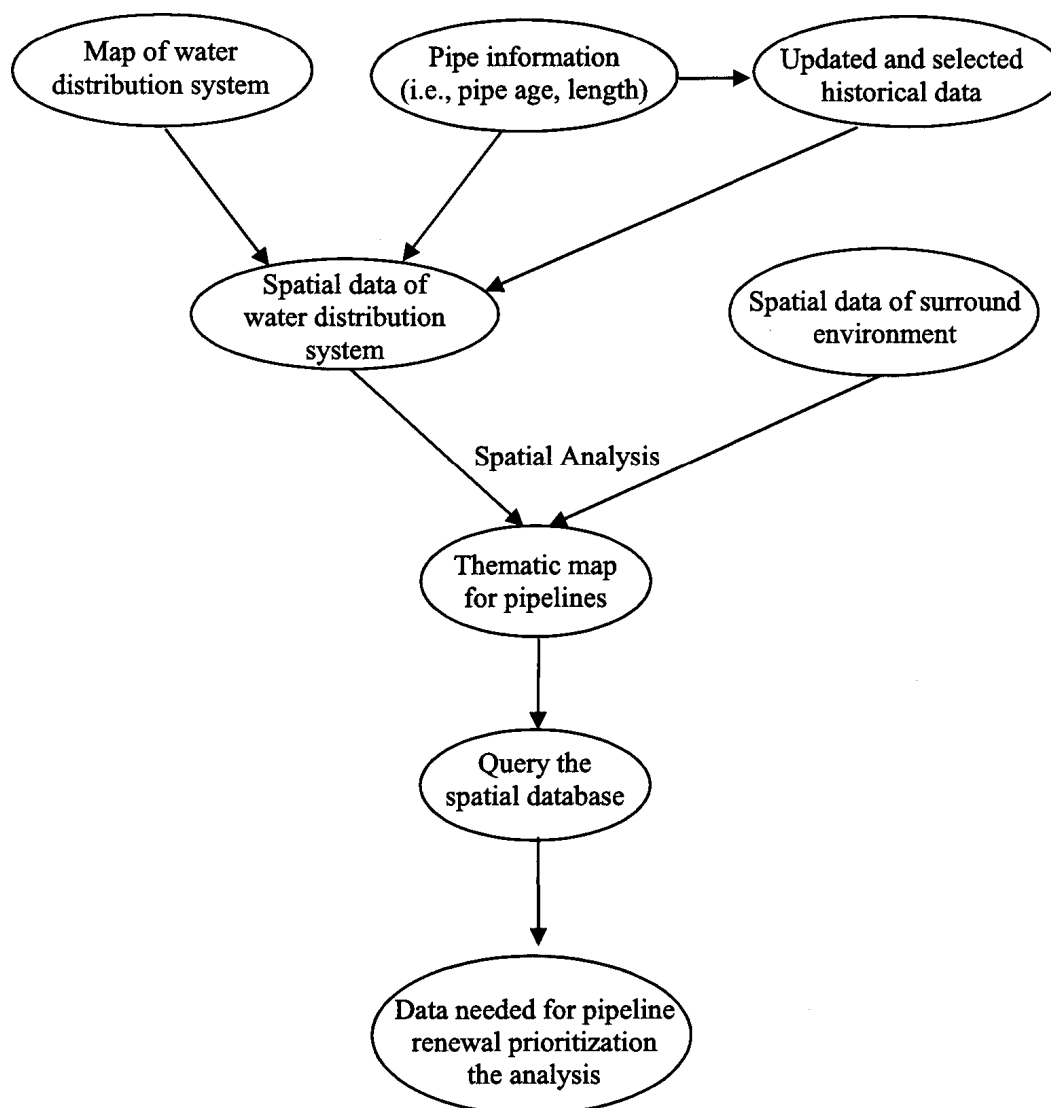 Map of water
distribution system
Pipe information
(i.e., pipe age, length)
Updated and selected
historical data
Spatial data of
water distribution
system
Spatial data of surround
environment
Spatial Analysis
Thematic map
for pipelines
Query the
spatial database
Data needed for pipeline
renewal prioritization
the analysis